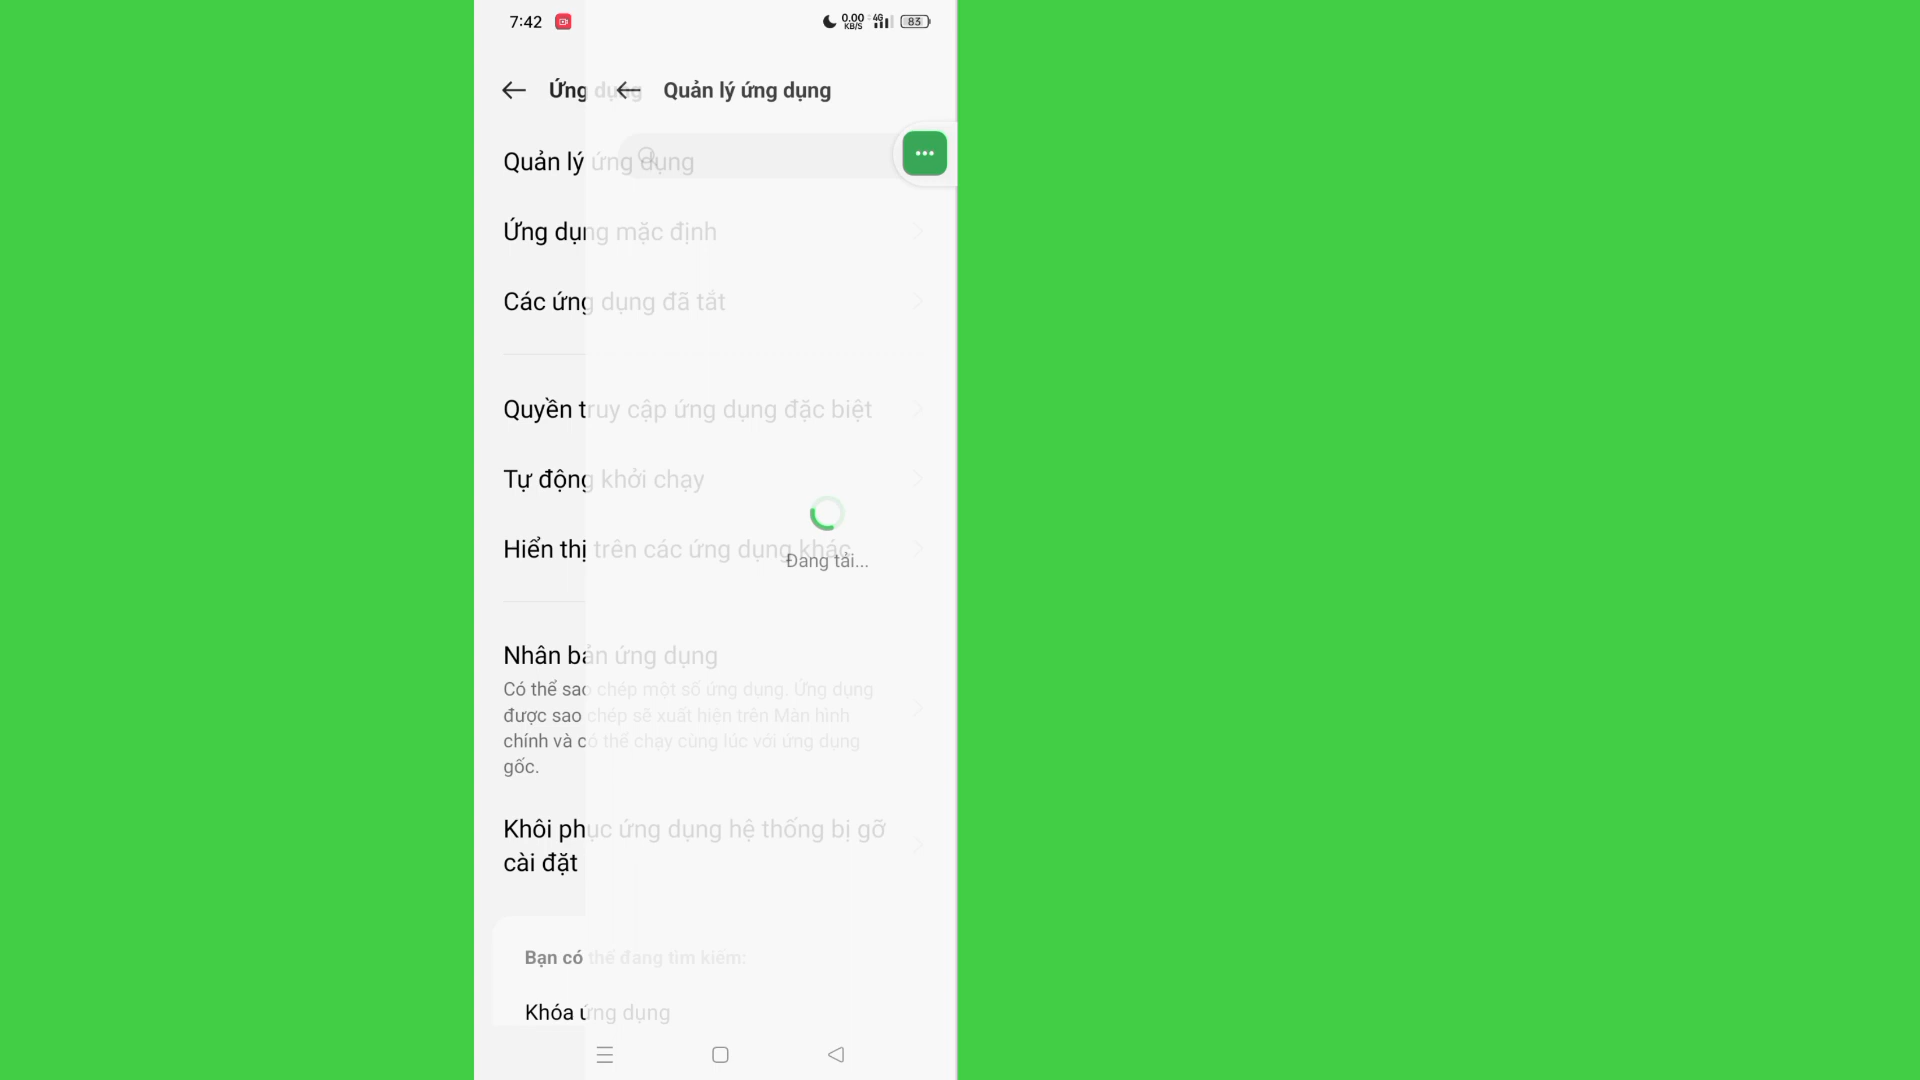 7:42
0.00 KB/S
4G
83
Ứng dụng
Quản lý ứng dụng
Quản lý ứng dụng
Ứng dụng mặc định
Các ứng dụng đã tắt
Quyền truy cập ứng dụng đặc biệt
Tự động khởi chạy
Hiển thị trên các ứng dụng khác
Đang tải...
Nhân bản ứng dụng
Có thể sao chép một số ứng dụng. Ứng dụng
được sao chép sẽ xuất hiện trên Màn hình
chính và có thể chạy cùng lúc với ứng dụng
gốc.
Khôi phục ứng dụng hệ thống bị gỡ
cài đặt
Bạn có thể đang tìm kiếm:
Khóa ứng dụng